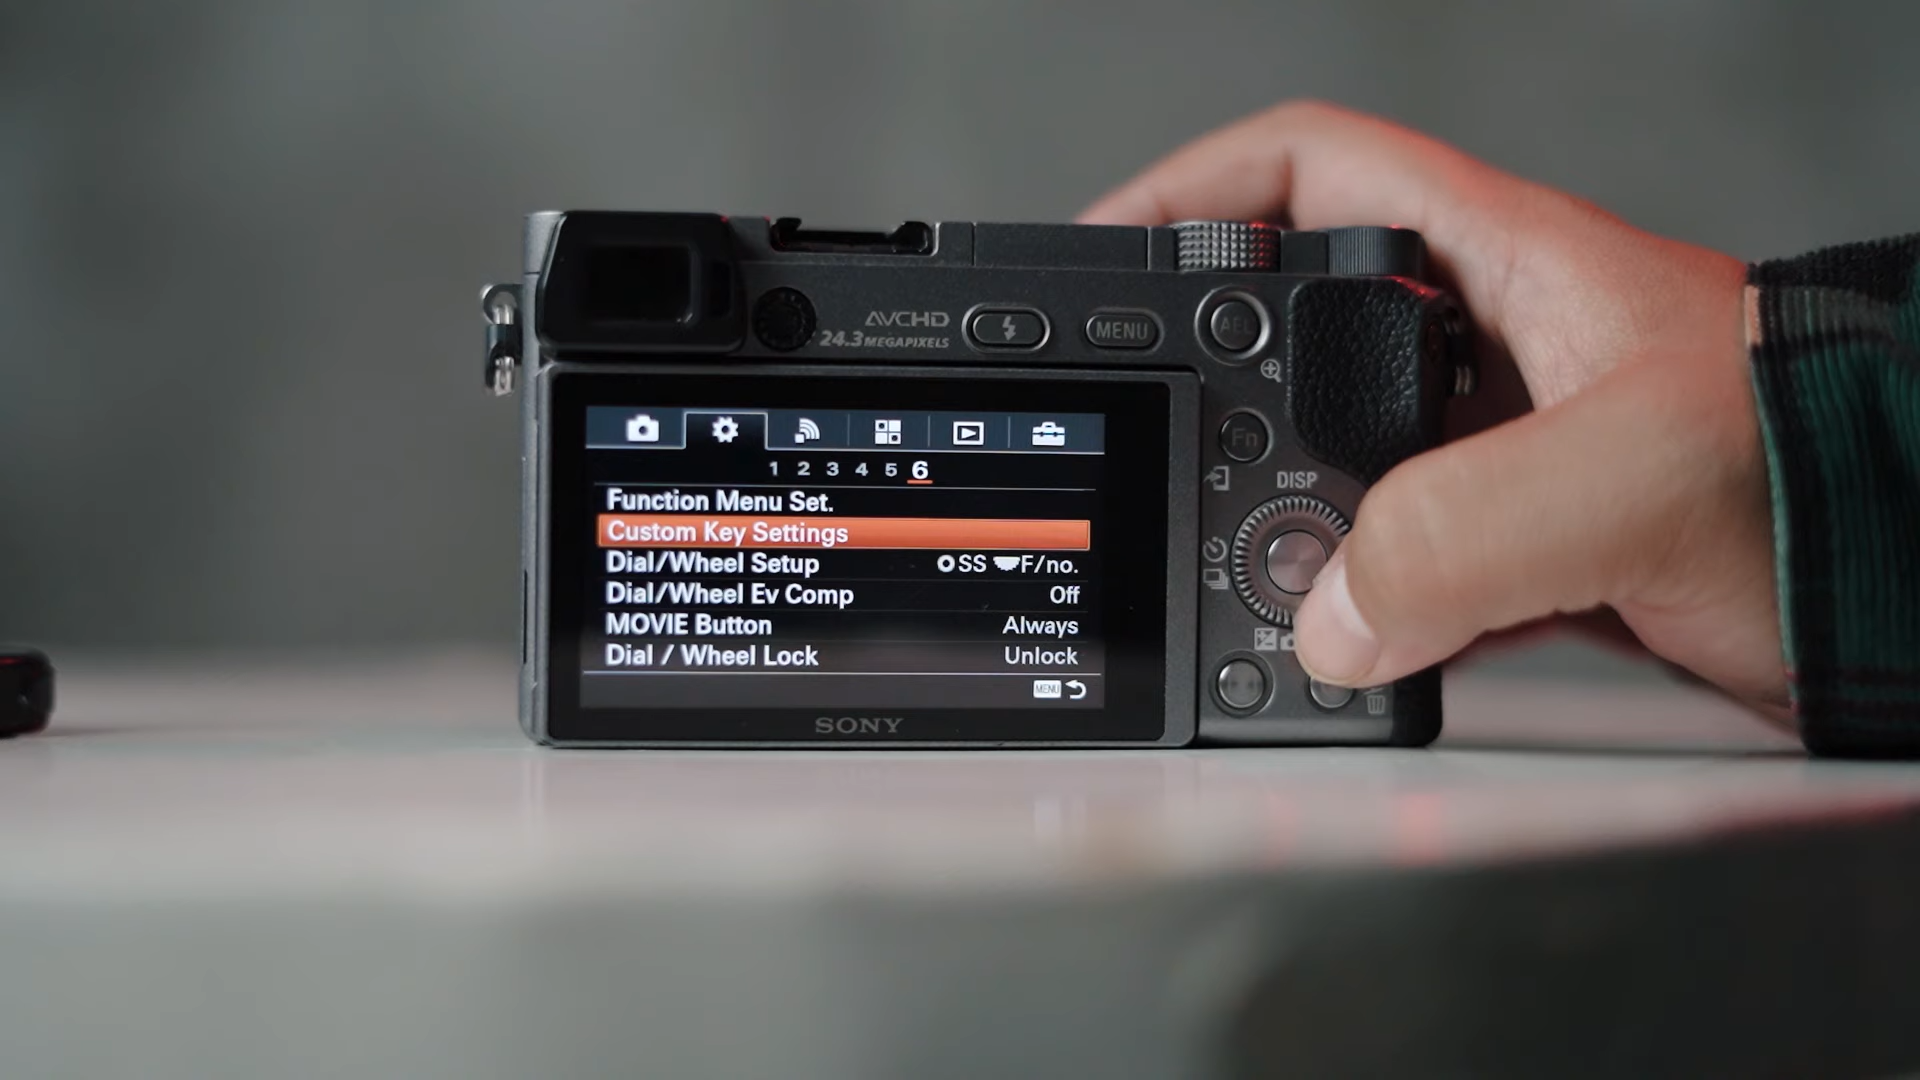 AVCHD
24.3 MEGAPIXELS
MENU
AEL
Fn
DISP
1 2 3 4 5 6
Function Menu Set.
Custom Key Settings
Dial/Wheel Setup SS F/no.
Dial/Wheel Ev Comp Off
MOVIE Button Always
Dial / Wheel Lock Unlock
MENU
SONY